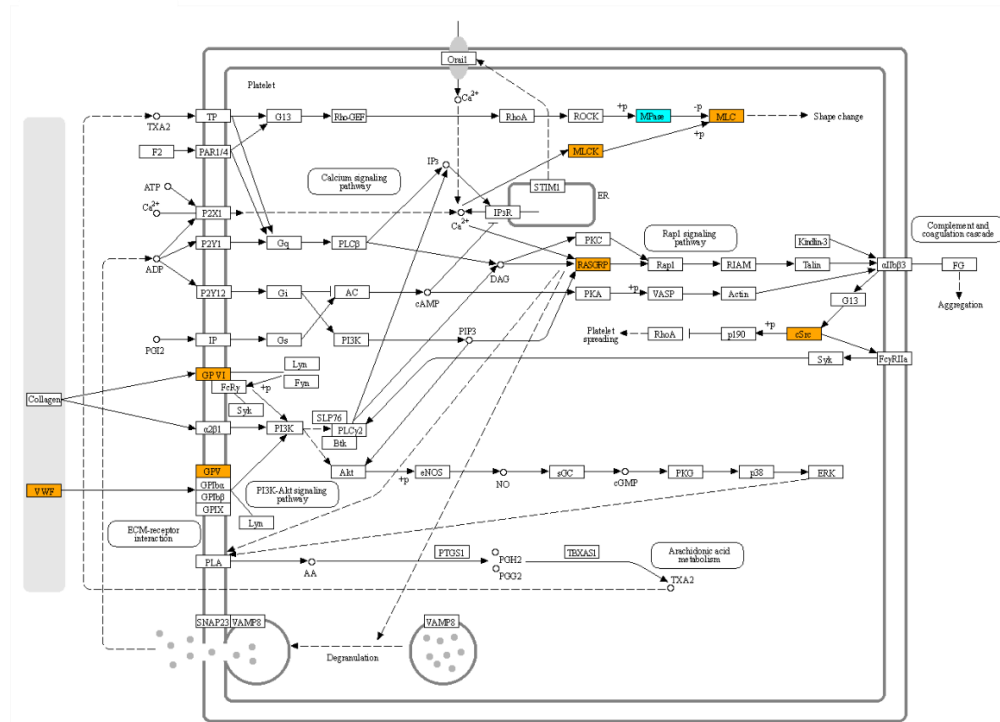 Orai1
Platelet
Ca2+
TXA2
TP
G13
Rho-GEF
RhoA
ROCK
+p
MPase
-p
MLC
Shape change
+p
F2
PAR1/4
MLCK
IP3
Calcium signaling
pathway
ATP
STIM1
ER
Ca2+
P2X1
IP3R
Ca2+
Complement and
coagulation cascade
Rap1 signaling
pathway
PKC
Kindlin-3
P2Y1
Gq
PLCβ
ADP
DAG
RASGRP
Rap1
RIAM
Talin
αIIbβ3
FG
P2Y12
Gi
AC
cAMP
PKA
+p
VASP
Actin
G13
Aggregation
PGI2
IP
Gs
PI3K
PIP3
Platelet
spreading
RhoA
p190
+p
cSrc
Syk
FcγRIIa
GPVI
Lyn
FcRγ
+p
Fyn
Collagen
Syk
SLP76
α2β1
PI3K
PLCγ2
Btk
GPV
Akt
+p
eNOS
NO
sGC
cGMP
PKG
p38
ERK
VWF
GPIbα
GPIbβ
GPIX
PI3K-Akt signaling
pathway
Lyn
ECM-receptor
interaction
PLA
AA
PTGS1
PGH2
PGG2
TBXAS1
Arachidonic acid
metabolism
TXA2
SNAP23
VAMP8
VAMP8
Degranulation